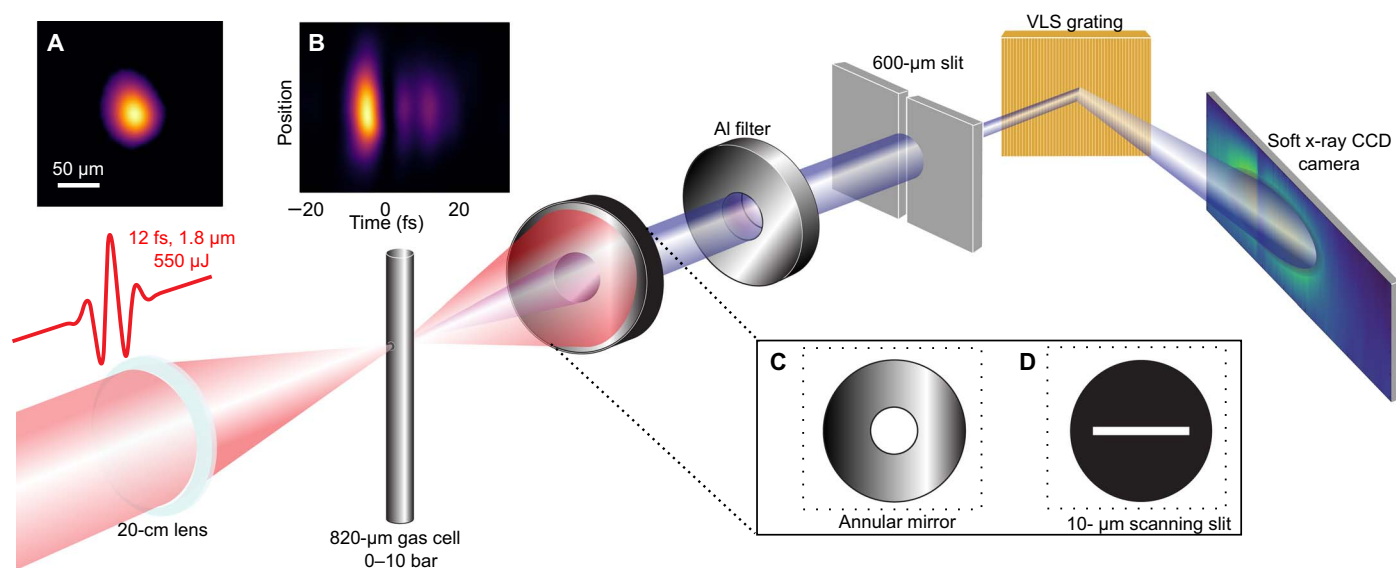 A
50 µm
B
Position
−20
0
20
Time (fs)
12 fs, 1.8 µm
550 µJ
20-cm lens
820-µm gas cell
0–10 bar
Al filter
600-µm slit
VLS grating
Soft x-ray CCD
camera
C
Annular mirror
D
10- µm scanning slit